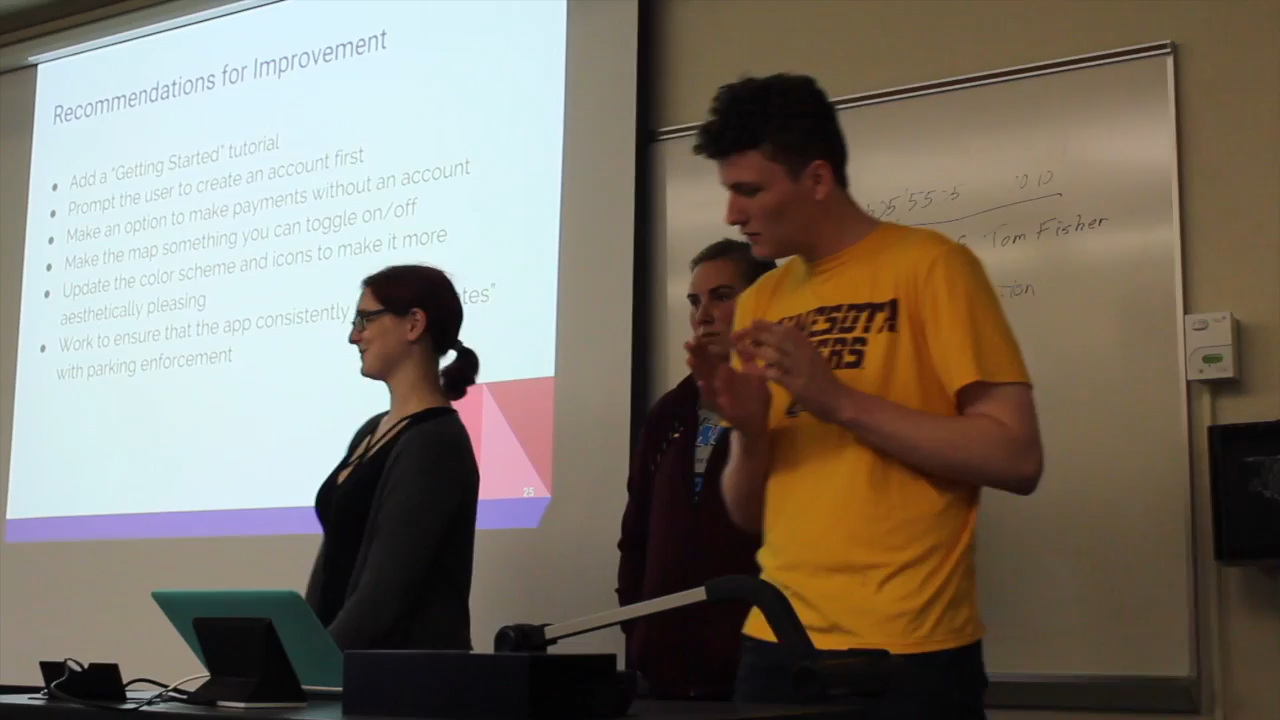 Recommendations for Improvement
● Add a "Getting Started" tutorial
● Prompt the user to create an account first
● Make an option to make payments without an account
● Make the map something you can toggle on/off
● Update the color scheme and icons to make it more
aesthetically pleasing
● Work to ensure that the app consistently
with parking enforcement
25
Tom Fisher